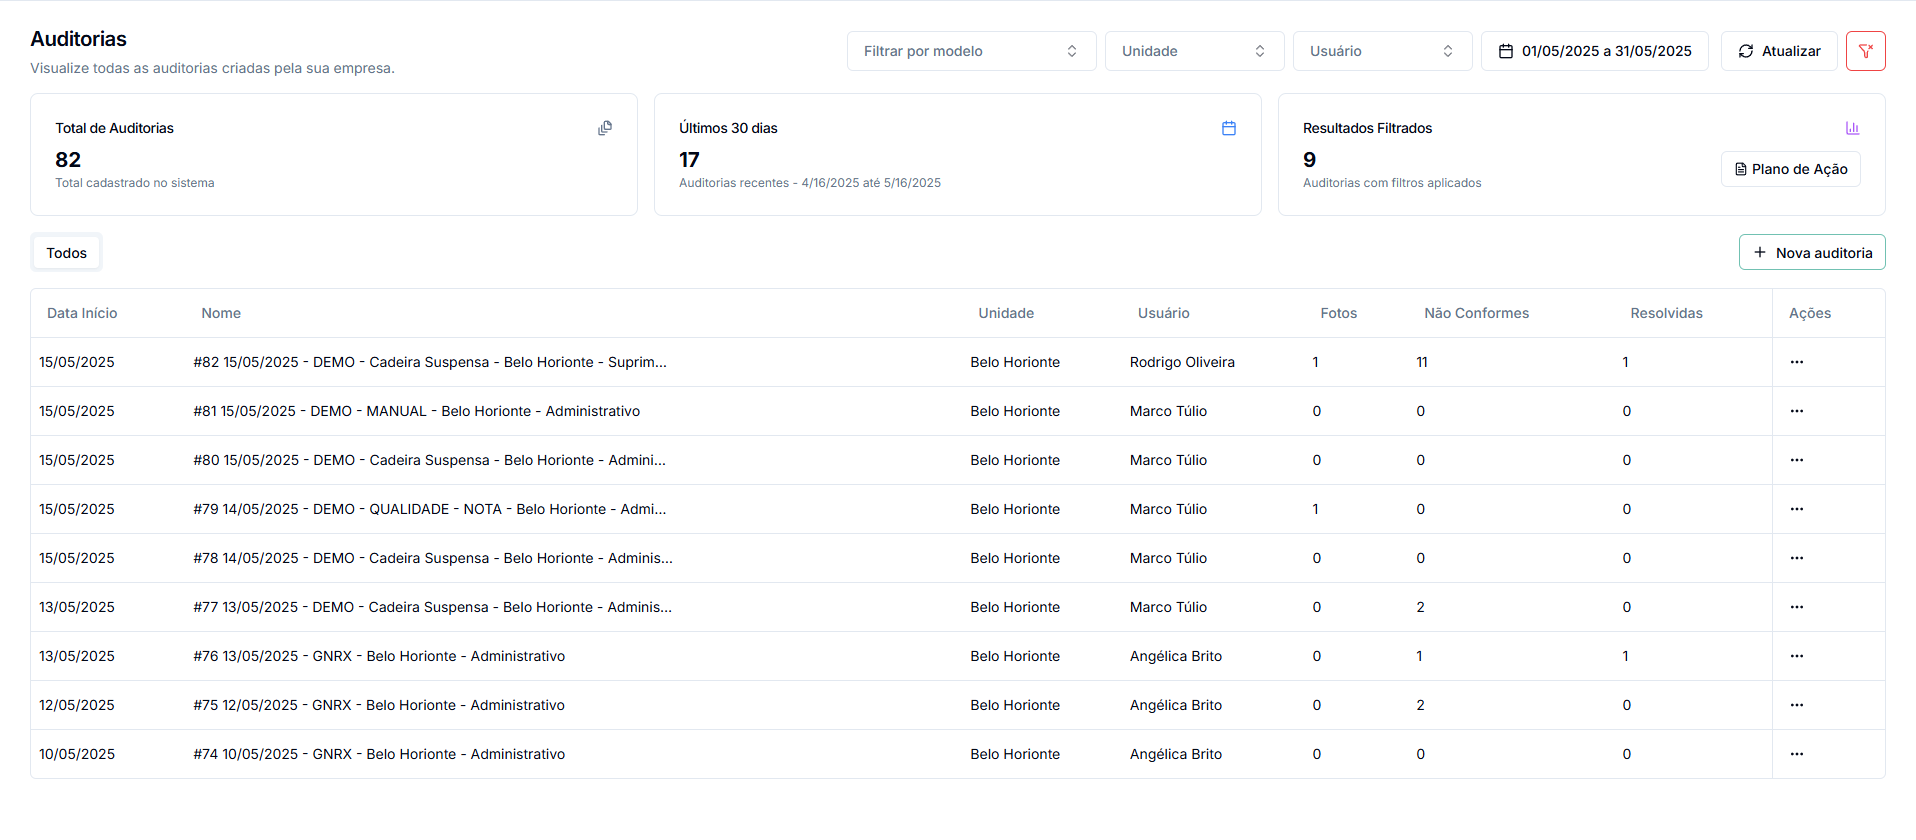 Auditorias
Visualize todas as auditorias criadas pela sua empresa.
Filtrar por modelo
Unidade
Usuário
01/05/2025 a 31/05/2025
Atualizar
Total de Auditorias
82
Total cadastrado no sistema
Últimos 30 dias
17
Auditorias recentes - 4/16/2025 até 5/16/2025
Resultados Filtrados
9
Auditorias com filtros aplicados
Plano de Ação
Todos
Nova auditoria
Data Início Nome Unidade Usuário Fotos Não Conformes Resolvidas Ações
15/05/2025 #82 15/05/2025 - DEMO - Cadeira Suspensa - Belo Horionte - Suprim... Belo Horionte Rodrigo Oliveira 1 11 1 ...
15/05/2025 #81 15/05/2025 - DEMO - MANUAL - Belo Horionte - Administrativo Belo Horionte Marco Túlio 0 0 0 ...
15/05/2025 #80 15/05/2025 - DEMO - Cadeira Suspensa - Belo Horionte - Admini... Belo Horionte Marco Túlio 0 0 0 ...
15/05/2025 #79 14/05/2025 - DEMO - QUALIDADE - NOTA - Belo Horionte - Admi... Belo Horionte Marco Túlio 1 0 0 ...
15/05/2025 #78 14/05/2025 - DEMO - Cadeira Suspensa - Belo Horionte - Adminis... Belo Horionte Marco Túlio 0 0 0 ...
13/05/2025 #77 13/05/2025 - DEMO - Cadeira Suspensa - Belo Horionte - Adminis... Belo Horionte Marco Túlio 0 2 0 ...
13/05/2025 #76 13/05/2025 - GNRX - Belo Horionte - Administrativo Belo Horionte Angélica Brito 0 1 1 ...
12/05/2025 #75 12/05/2025 - GNRX - Belo Horionte - Administrativo Belo Horionte Angélica Brito 0 2 0 ...
10/05/2025 #74 10/05/2025 - GNRX - Belo Horionte - Administrativo Belo Horionte Angélica Brito 0 0 0 ...